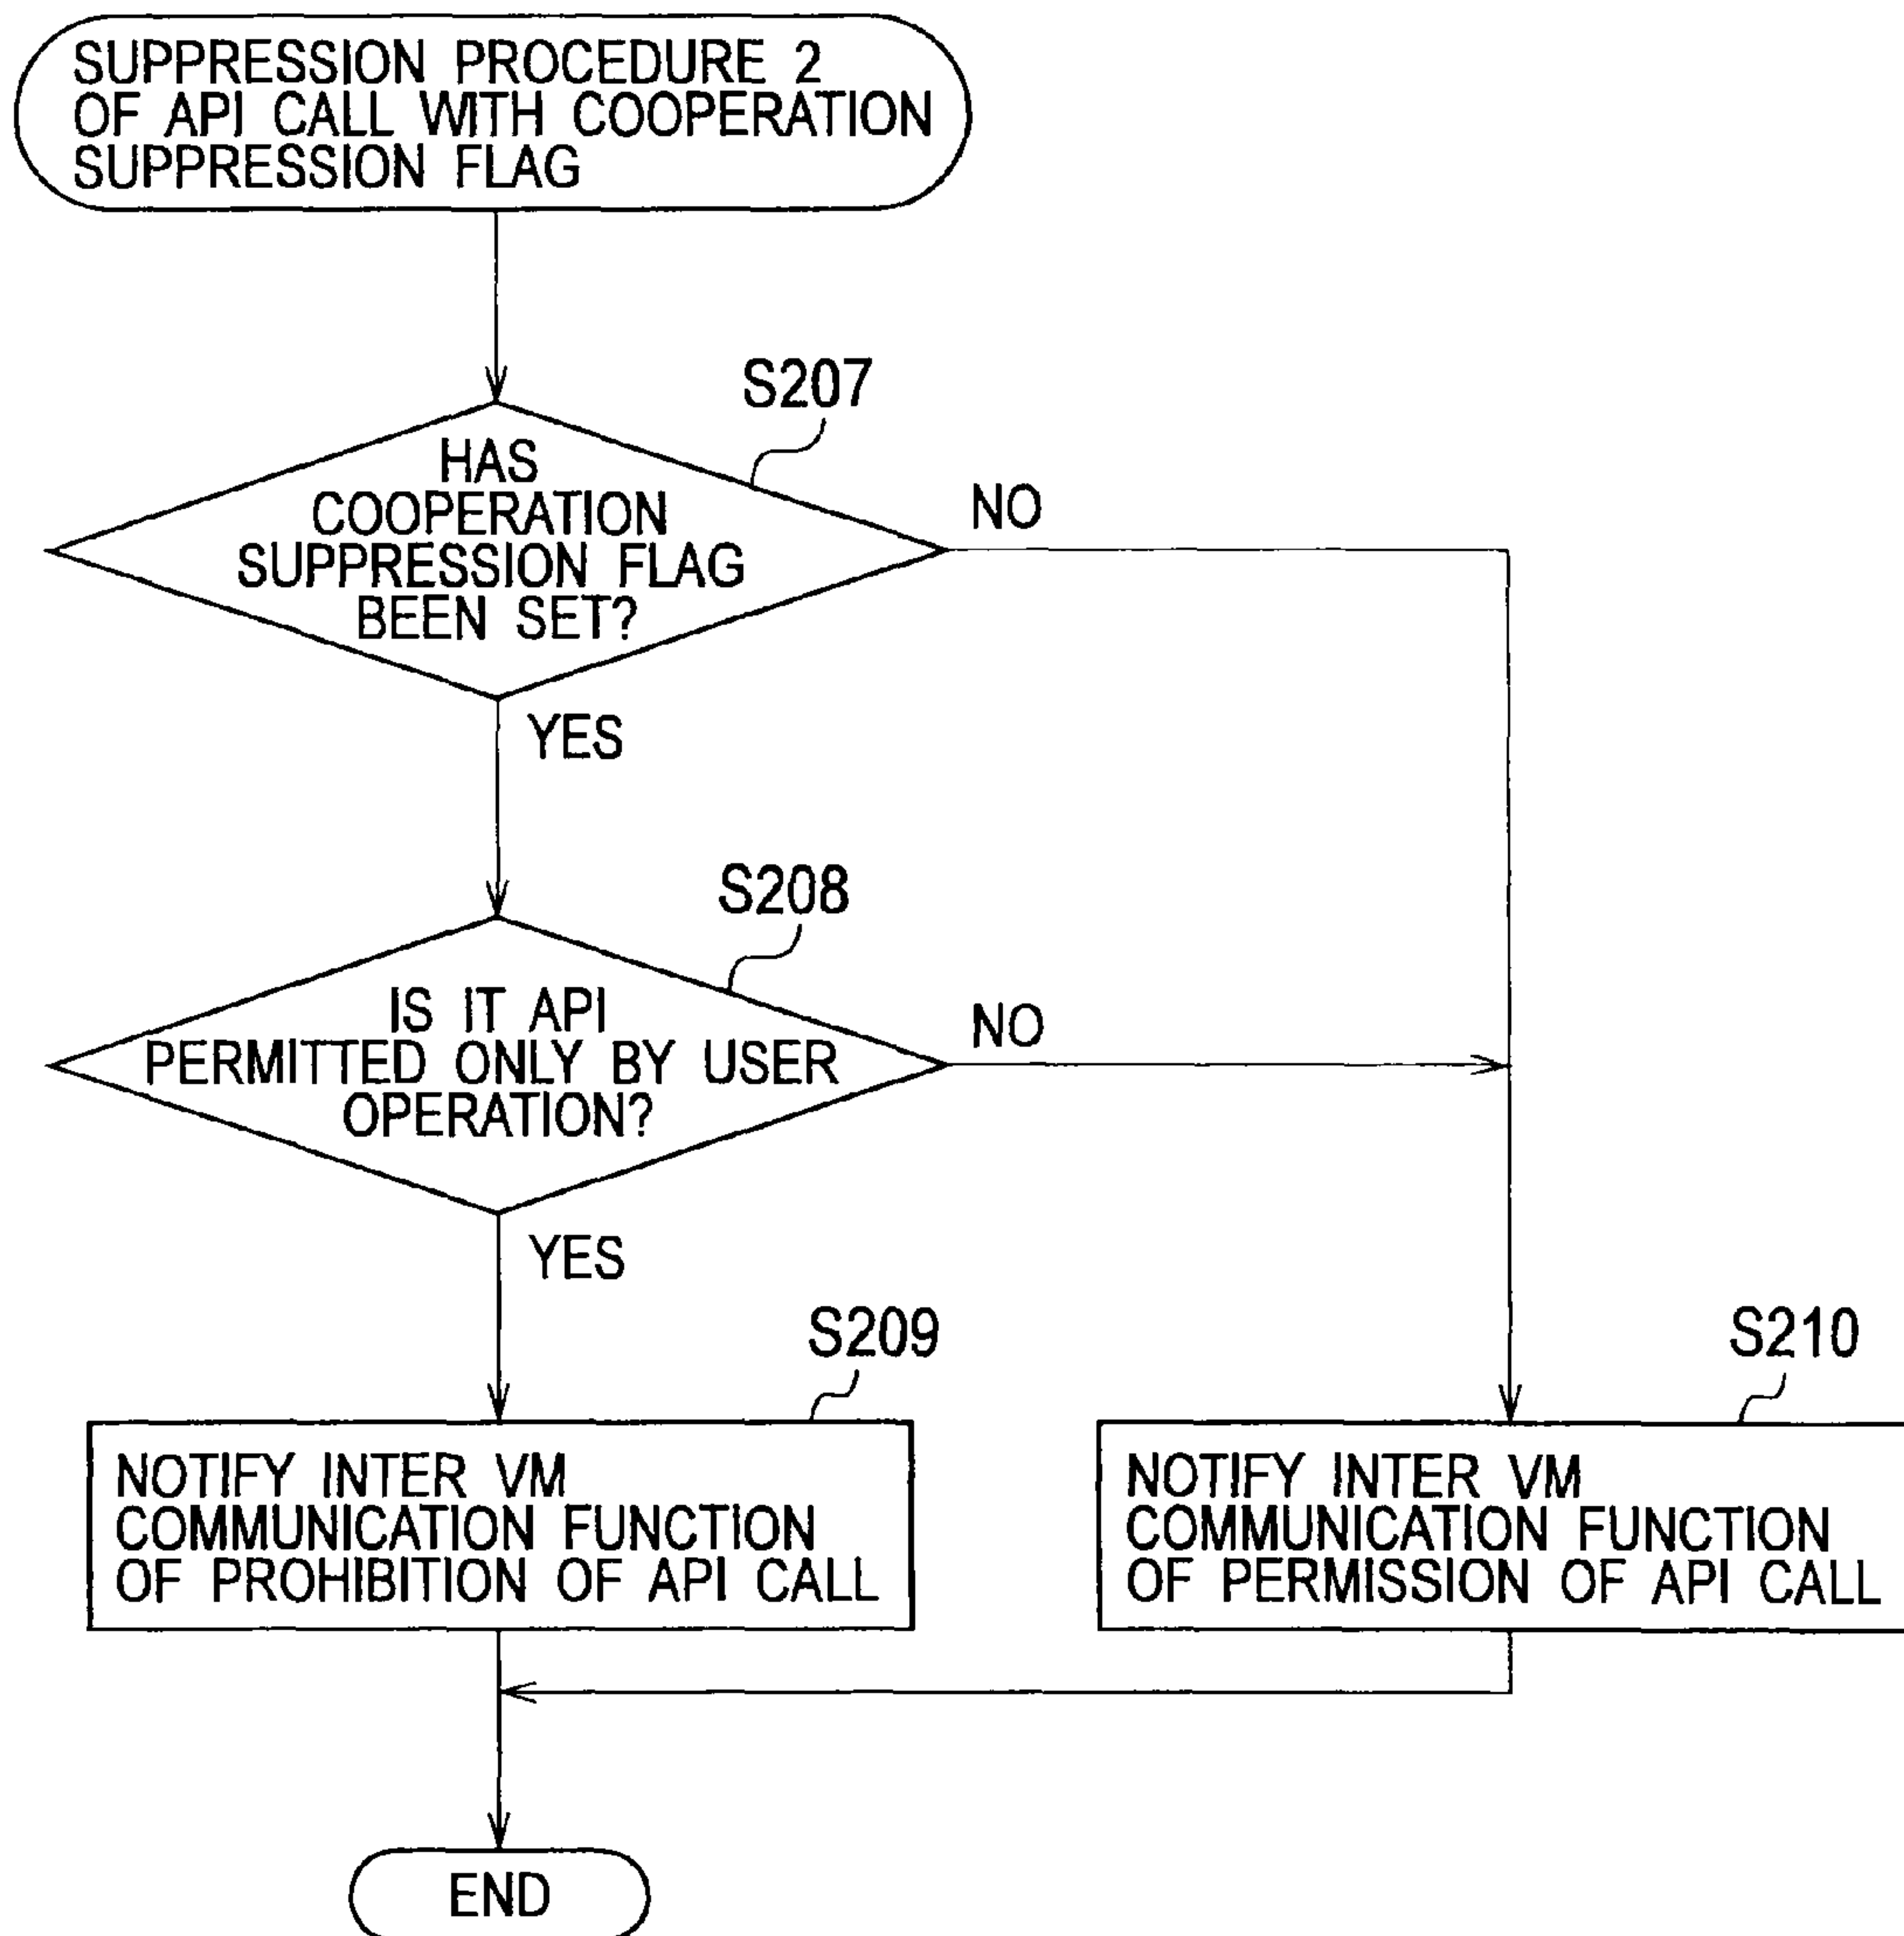 SUPPRESSION PROCEDURE 2
OF API CALL WITH COOPERATION
SUPPRESSION FLAG
S207
HAS
COOPERATION
SUPPRESSION FLAG
BEEN SET?
NO
YES
S208
IS IT API
PERMITTED ONLY BY USER
OPERATION?
NO
YES
S209
NOTIFY INTER VM
COMMUNICATION FUNCTION
OF PROHIBITION OF API CALL
S210
NOTIFY INTER VM
COMMUNICATION FUNCTION
OF PERMISSION OF API CALL
END